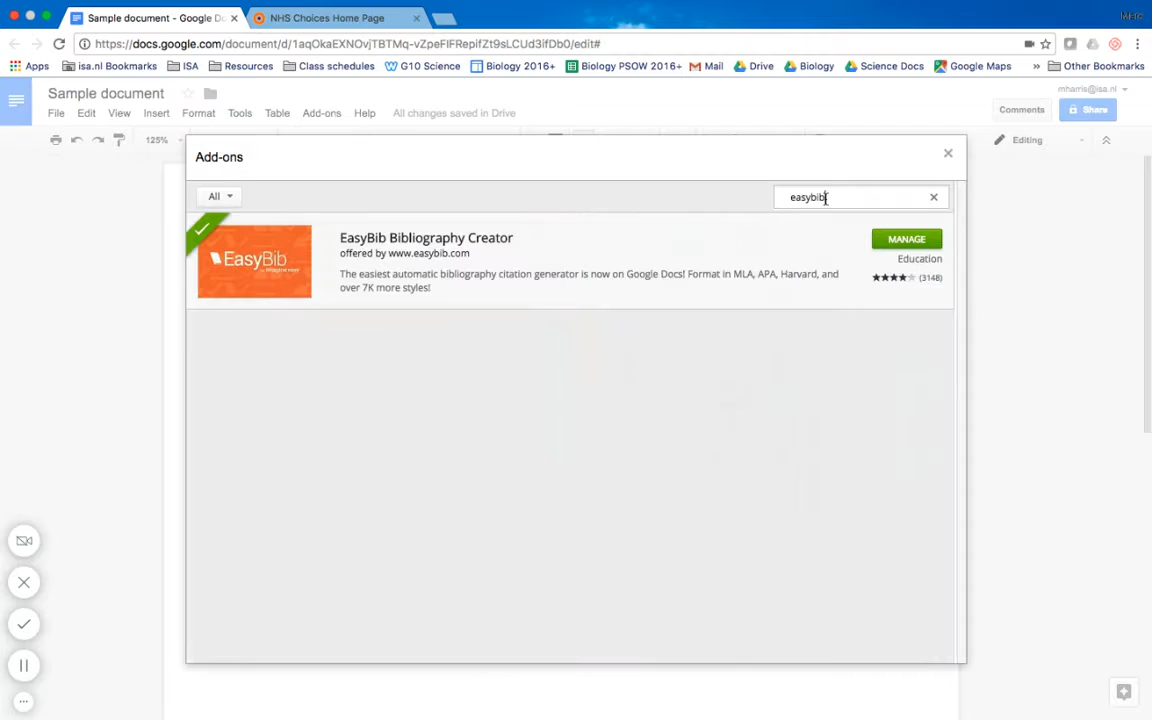 Sample document - Google Do
NHS Choices Home Page
Marc
https://docs.google.com/document/d/1aqOkaEXNOvjTBTMq-vZpeFIFRepifZt9sLCUd3ifDb0/edit#
Apps
isa.nl Bookmarks
ISA
Resources
Class schedules
G10 Science
Biology 2016+
Biology PSOW 2016+
Mail
Drive
Biology
Science Docs
Google Maps
»
Other Bookmarks
Sample document
mharris@isa.nl
File Edit View Insert Format Tools Table Add-ons Help All changes saved in Drive
Comments
Share
125%
Editing
Add-ons
All
easybib
EasyBib
EasyBib Bibliography Creator
offered by www.easybib.com
The easiest automatic bibliography citation generator is now on Google Docs! Format in MLA, APA, Harvard, and
over 7K more styles!
MANAGE
Education
(3148)